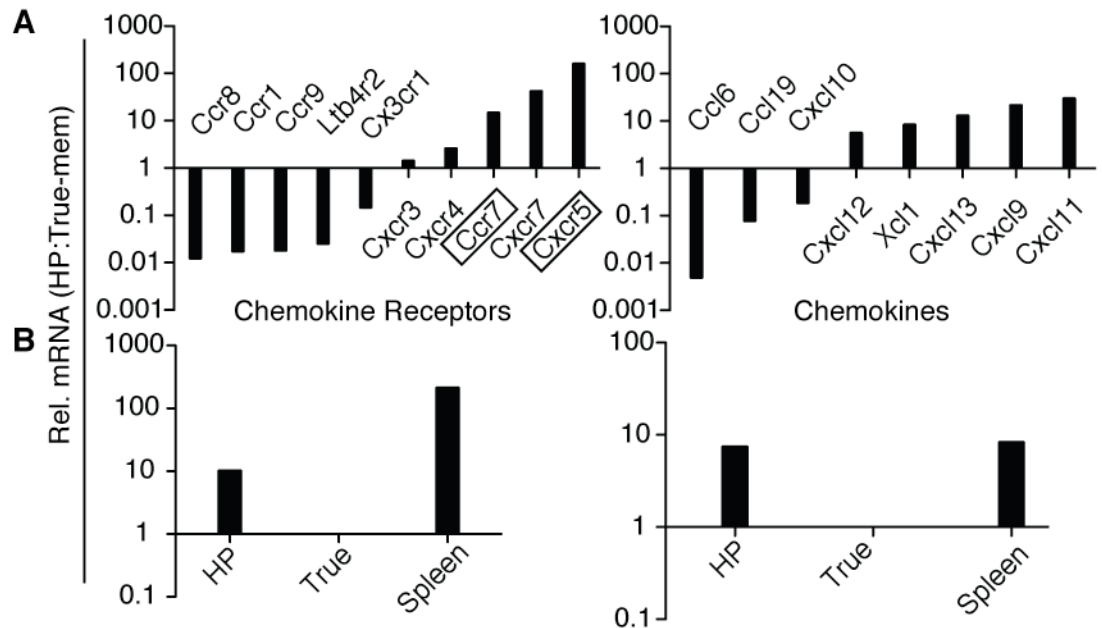 A
Rel. mRNA (HP:True-mem)
1000
100
10
1
0.1
0.01
0.001
Ccr8
Ccr1
Ccr9
Ltb4r2
Cx3cr1
Cxcr3
Cxcr4
Ccr7
Cxcr7
Cxcr5
Chemokine Receptors
1000
100
10
1
0.1
0.01
0.001
Ccl6
Ccl19
Cxcl10
Cxcl12
Xcl1
Cxcl13
Cxcl9
Cxcl11
Chemokines
B
1000
100
10
1
0.1
HP
True
Spleen
100
10
1
0.1
HP
True
Spleen